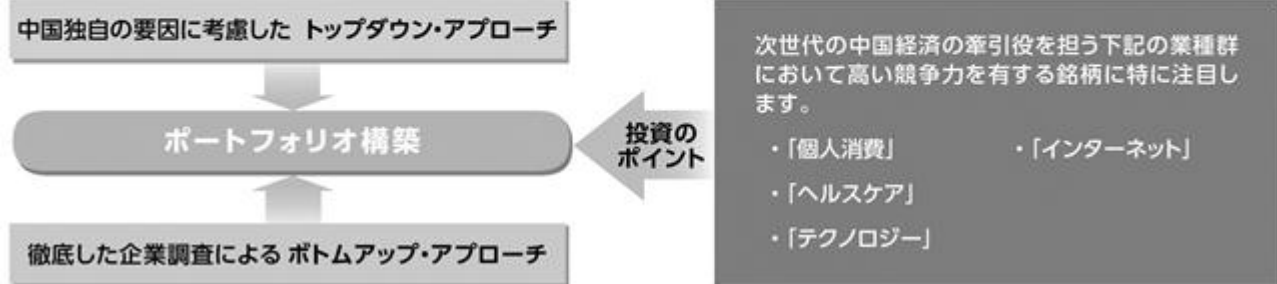 中国独自の要因に考慮した トップダウン・アプローチ
ポートフォリオ構築
徹底した企業調査による ボトムアップ・アプローチ
投資の
ポイント
次世代の中国経済の牽引役を担う下記の業種群
において高い競争力を有する銘柄に特に注目し
ます。
・「個人消費」 ・「インターネット」
・「ヘルスケア」
・「テクノロジー」